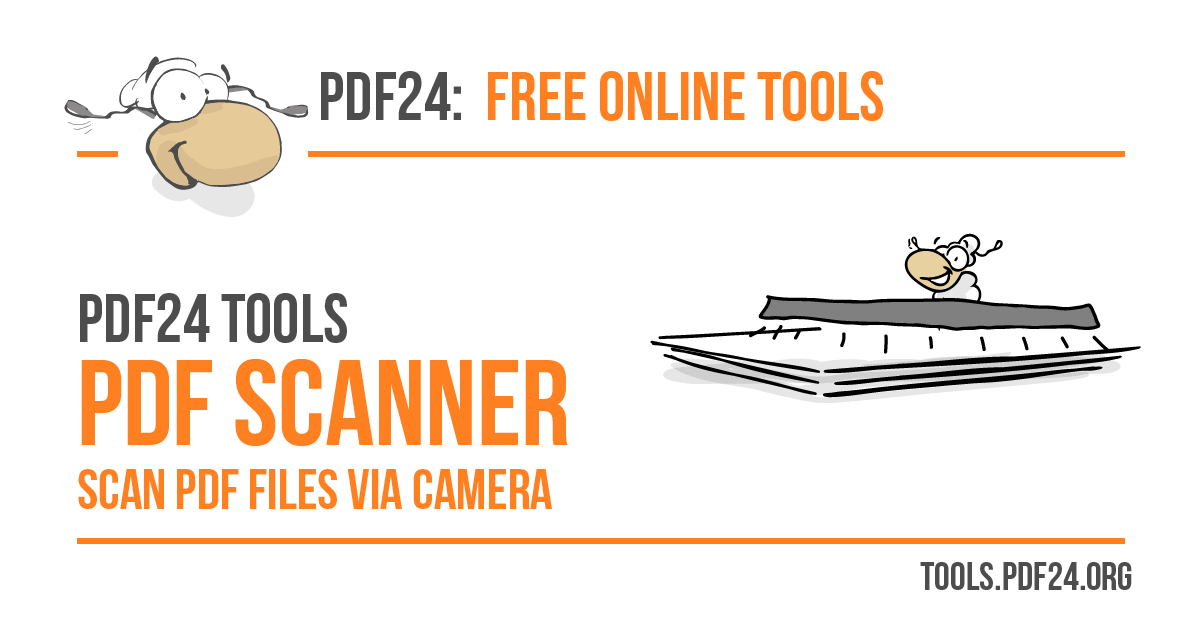 PDF24: FREE ONLINE TOOLS
PDF24 TOOLS
PDF SCANNER
SCAN PDF FILES VIA CAMERA
TOOLS.PDF24.ORG